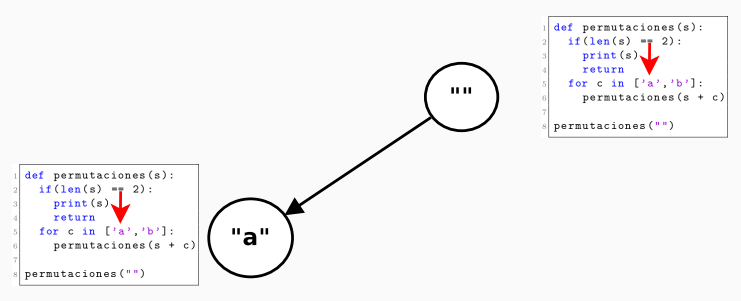 1 def permutaciones(s):
2 if(len(s) == 2):
3 print(s)
4 return
5 for c in ['a','b']:
6 permutaciones(s + c)
7
8 permutaciones("")
""
"a"
1 def permutaciones(s):
2 if(len(s) == 2):
3 print(s)
4 return
5 for c in ['a','b']:
6 permutaciones(s + c)
7
8 permutaciones("")